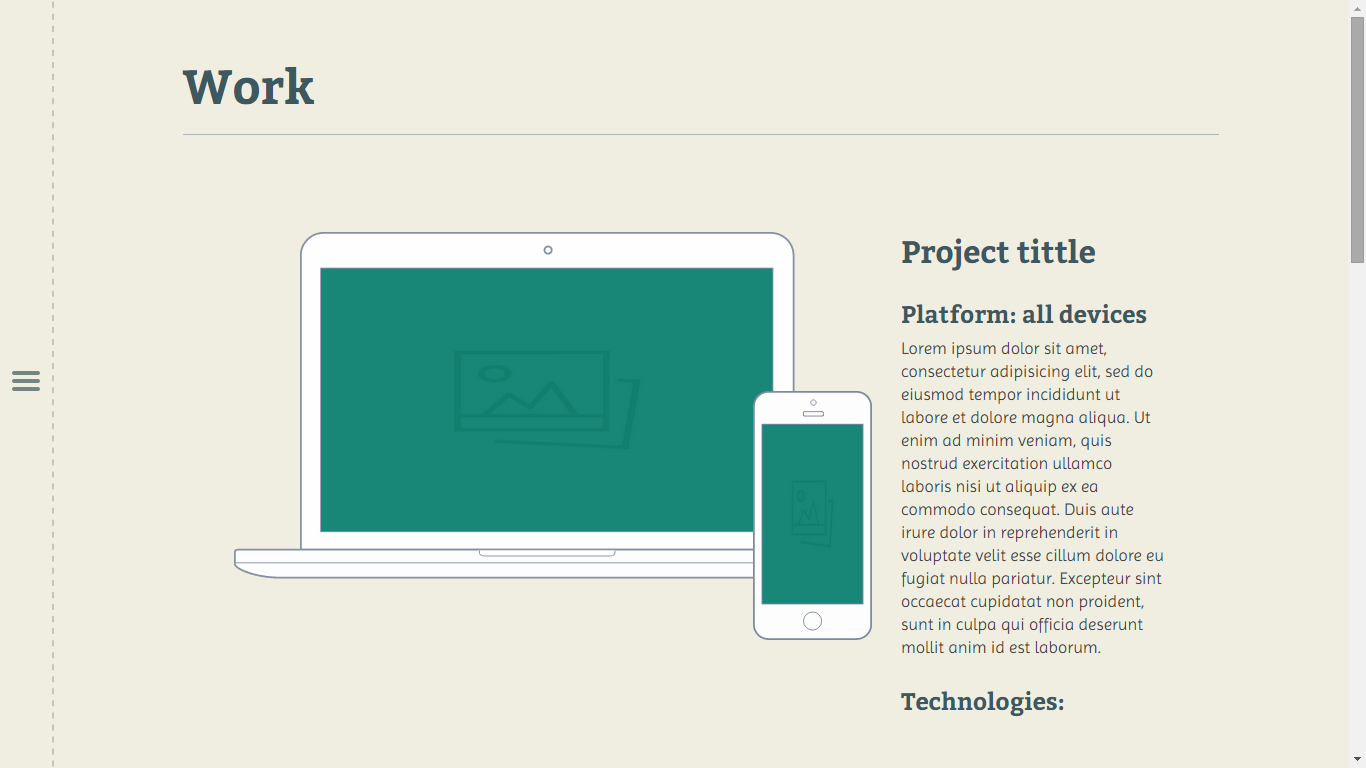 Work
Project tittle
Platform: all devices
Lorem ipsum dolor sit amet,
consectetur adipisicing elit, sed do
eiusmod tempor incididunt ut
labore et dolore magna aliqua. Ut
enim ad minim veniam, quis
nostrud exercitation ullamco
laboris nisi ut aliquip ex ea
commodo consequat. Duis aute
irure dolor in reprehenderit in
voluptate velit esse cillum dolore eu
fugiat nulla pariatur. Excepteur sint
occaecat cupidatat non proident,
sunt in culpa qui officia deserunt
mollit anim id est laborum.
Technologies: